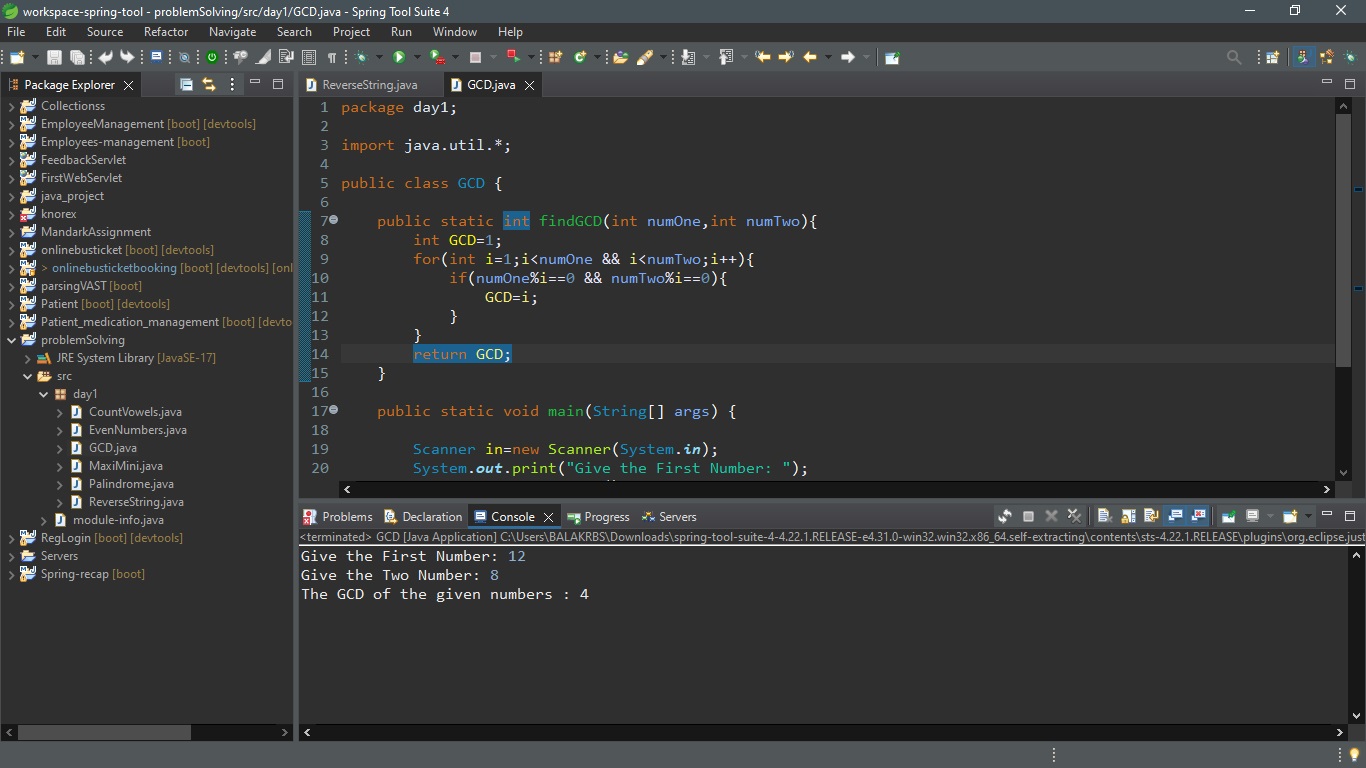 workspace-spring-tool - problemSolving/src/day1/GCD.java - Spring Tool Suite 4
File Edit Source Refactor Navigate Search Project Run Window Help
Package Explorer
Collectionss
EmployeeManagement [boot] [devtools]
Employees-management [boot]
FeedbackServlet
FirstWebServlet
java_project
knorex
MandarkAssignment
onlinebusticket [boot] [devtools]
> onlinebusticketbooking [boot] [devtools] [onl
parsingVAST [boot]
Patient [boot] [devtools]
Patient_medication_management [boot] [devto
problemSolving
JRE System Library [JavaSE-17]
src
day1
CountVowels.java
EvenNumbers.java
GCD.java
MaxiMini.java
Palindrome.java
ReverseString.java
module-info.java
RegLogin [boot] [devtools]
Servers
Spring-recap [boot]
ReverseString.java GCD.java
1 package day1;
2
3 import java.util.*;
4
5 public class GCD {
6
7 public static int findGCD(int numOne,int numTwo){
8 int GCD=1;
9 for(int i=1;i<numOne && i<numTwo;i++){
10 if(numOne%i==0 && numTwo%i==0){
11 GCD=i;
12 }
13 }
14 return GCD;
15 }
16
17 public static void main(String[] args) {
18
19 Scanner in=new Scanner(System.in);
20 System.out.print("Give the First Number: ");
Problems Declaration Console Progress Servers
<terminated> GCD [Java Application] C:\Users\BALAKRBS\Downloads\spring-tool-suite-4-4.22.1.RELEASE-e4.31.0-win32.win32.x86_64.self-extracting\contents\sts-4.22.1.RELEASE\plugins\org.eclipse.just
Give the First Number: 12
Give the Two Number: 8
The GCD of the given numbers : 4